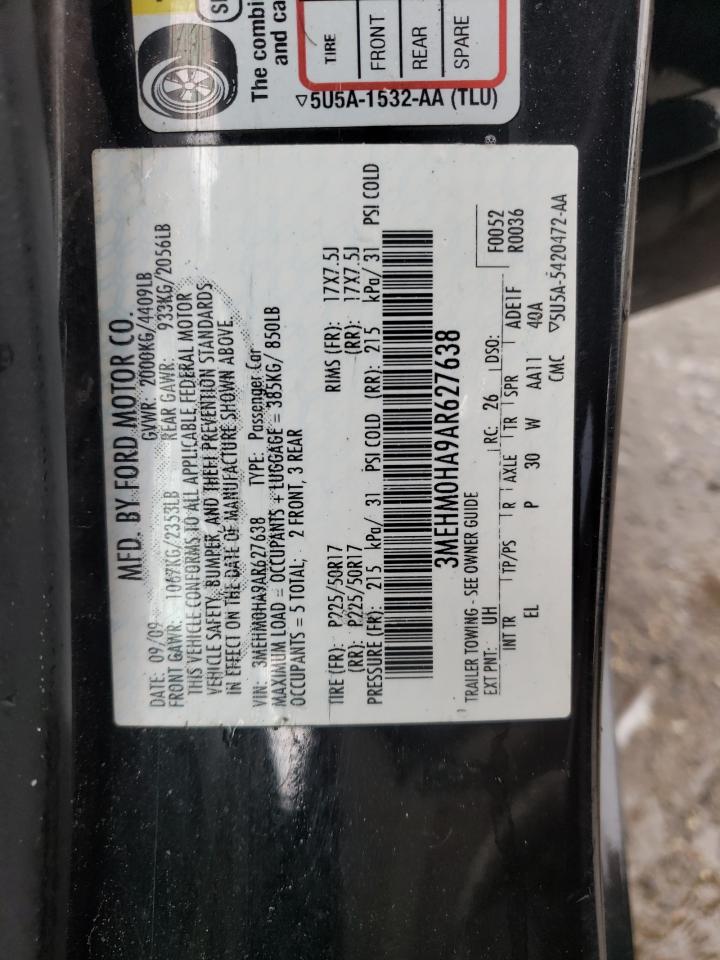 The combi
and ca
TIRE
FRONT
REAR
SPARE
▽5U5A-1532-AA (TLU)
MFD. BY FORD MOTOR CO.
DATE: 09/09 GVWR: 2000KG/4409LB
FRONT GAWR: 1067KG/2353LB REAR GAWR: 933KG/2056LB
THIS VEHICLE CONFORMS TO ALL APPLICABLE FEDERAL MOTOR
VEHICLE SAFETY, BUMPER, AND THEFT PREVENTION STANDARDS
IN EFFECT ON THE DATE OF MANUFACTURE SHOWN ABOVE
VIN: 3MEHM0HA9AR627638 TYPE: Passenger Car
MAXIMUM LOAD = OCCUPANTS + LUGGAGE = 385KG/ 850LB
OCCUPANTS = 5 TOTAL; 2 FRONT, 3 REAR
TIRE (FR): P225/50R17 RIMS (FR): 17X7.5J
(RR): P225/50R17 (RR): 17X7.5J
PRESSURE (FR): 215 kPa/ 31 PSI COLD (RR): 215 kPa/ 31 PSI COLD
3MEHM0HA9AR627638
TRAILER TOWING - SEE OWNER GUIDE
F0052
EXT PNT: UH RC: 26 DSO: R0036
INT TR TP/PS R AXLE TR SPR ADE1F
EL P 30 W AA11 40A
CMC ▽5U5A-5420472-AA